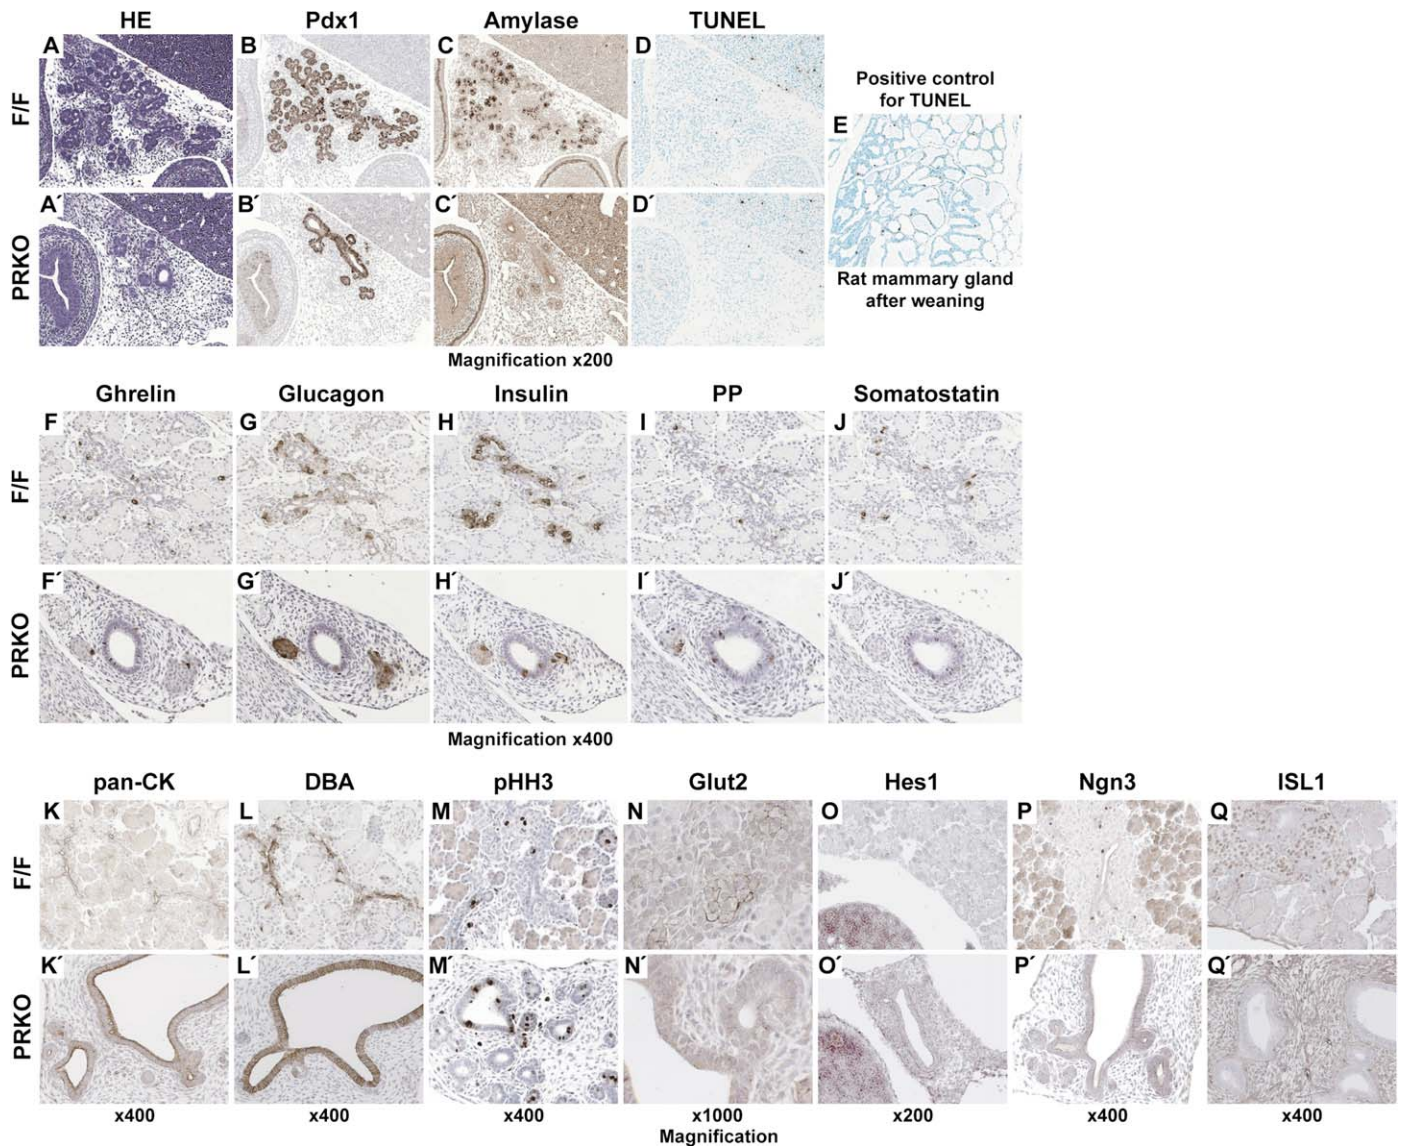 HE Pdx1 Amylase TUNEL
A B C D
F/F
Positive control
for TUNEL
E
A´ B´ C´ D´
PRKO
Rat mammary gland
after weaning
Magnification x200
Ghrelin Glucagon Insulin PP Somatostatin
F G H I J
F/F
F´ G´ H´ I´ J´
PRKO
Magnification x400
pan-CK DBA pHH3 Glut2 Hes1 Ngn3 ISL1
K L M N O P Q
F/F
K´ L´ M´ N´ O´ P´ Q´
PRKO
x400 x400 x400 x1000 x200 x400 x400
Magnification